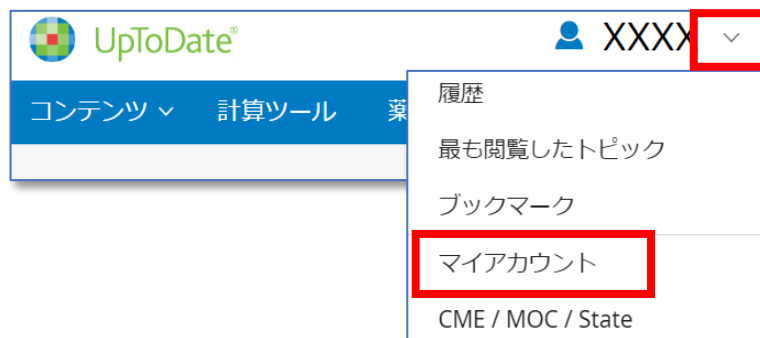 UpToDate®
XXXX
コンテンツ 計算ツール 薬
履歴
最も閲覧したトピック
ブックマーク
マイアカウント
CME / MOC / State